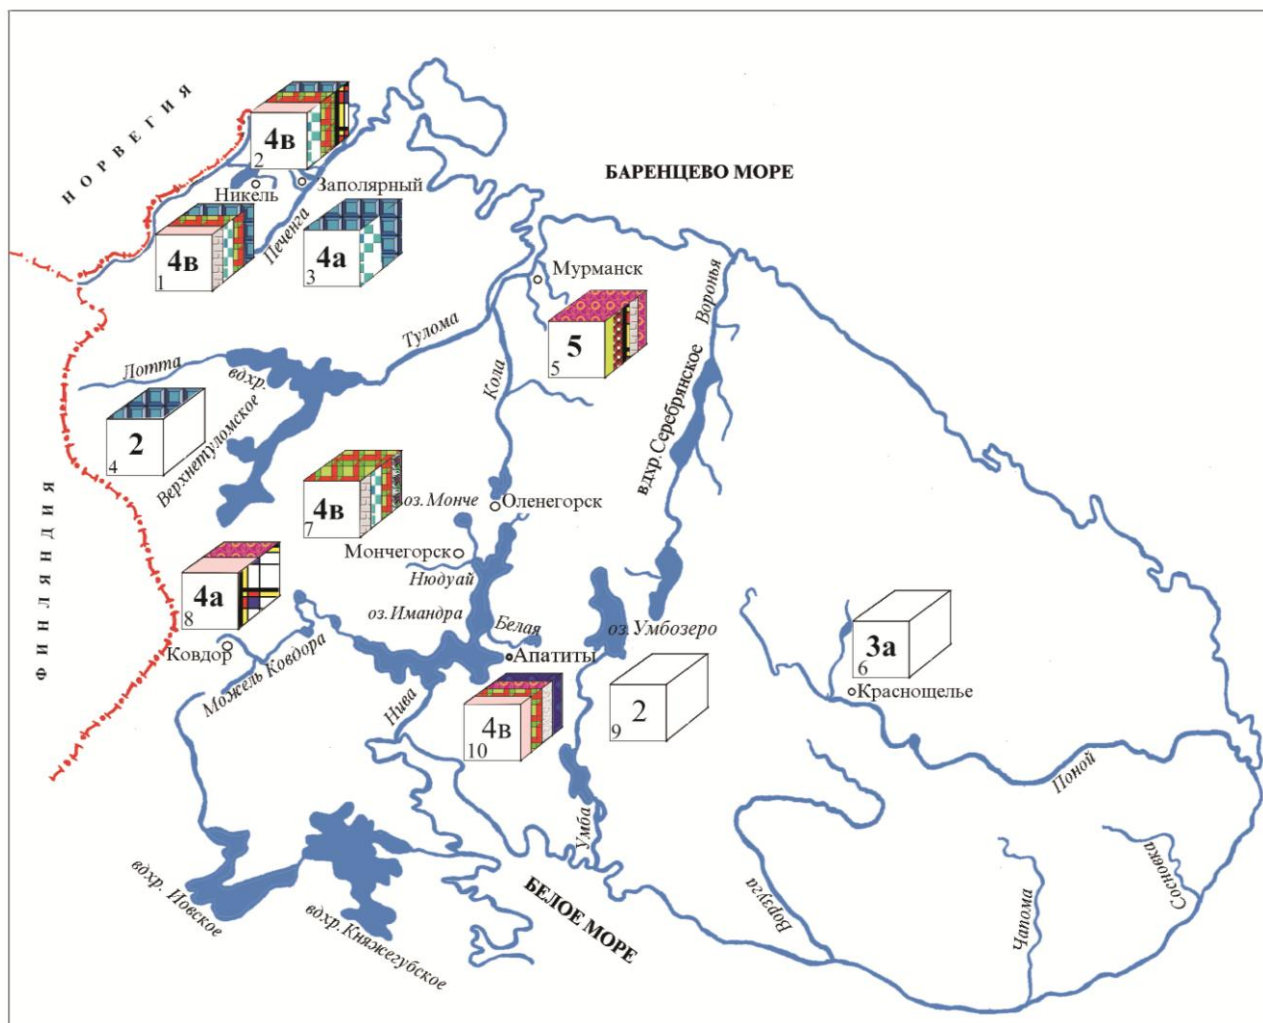 НОРВЕГИЯ
4в
2
Никель
Заполярный
БАРЕНЦЕВО МОРЕ
4в
1
Печенга
4а
3
Мурманск
Воронья
5
5
Тулома
Кола
Лотта
вдхр.
Верхнетуломское
вдхр.Серебрянское
2
4
4в
7
оз.Монче
Оленегорск
Мончегорск
Нюдуай
ФИНЛЯНДИЯ
4а
8
оз.Имандра
Белая
оз.Умбозеро
3а
6
Ковдор
Можель Ковдора
Апатиты
Краснощелье
Нива
4в
10
2
9
Поной
Умба
вдхр. Иовское
вдхр.Княжегубское
БЕЛОЕ МОРЕ
Ворзуга
Чапома
Сосновка